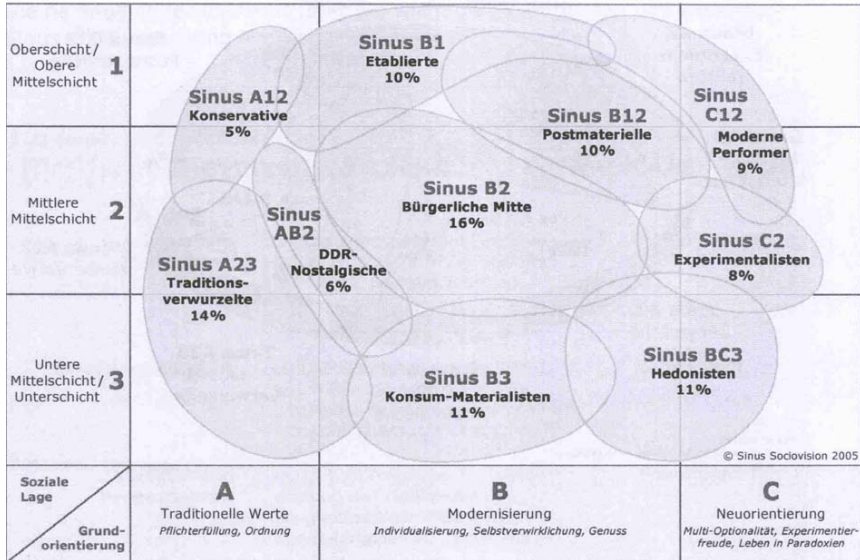 Oberschicht/
Obere
Mittelschicht
1
Sinus B1
Etablierte
10%
Sinus A12
Konservative
5%
Sinus B12
Postmaterielle
10%
Sinus
C12
Moderne
Performer
9%
Mittlere
Mittelschicht
2
Sinus B2
Bürgerliche Mitte
16%
Sinus
AB2
DDR-
Nostalgische
6%
Sinus A23
Traditions-
verwurzelte
14%
Sinus C2
Experimentalisten
8%
Untere
Mittelschicht/
Unterschicht
3
Sinus B3
Konsum-Materialisten
11%
Sinus BC3
Hedonisten
11%
© Sinus Sociovision 2005
Soziale
Lage
Grund-
orientierung
A
Traditionelle Werte
Pflichterfüllung, Ordnung
B
Modernisierung
Individualisierung, Selbstverwirklichung, Genuss
C
Neuorientierung
Multi-Optionalität, Experimentier-
freude, Leben in Paradoxien